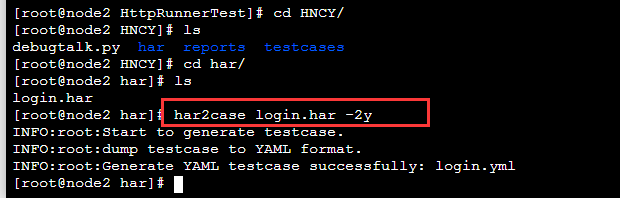 [root@node2 HttpRunnerTest]# cd HNCY/
[root@node2 HNCY]# ls
debugtalk.py har reports testcases
[root@node2 HNCY]# cd har/
[root@node2 har]# ls
login.har
[root@node2 har]# har2case login.har -2y
INFO:root:Start to generate testcase.
INFO:root:dump testcase to YAML format.
INFO:root:Generate YAML testcase successfully: login.yml
[root@node2 har]#